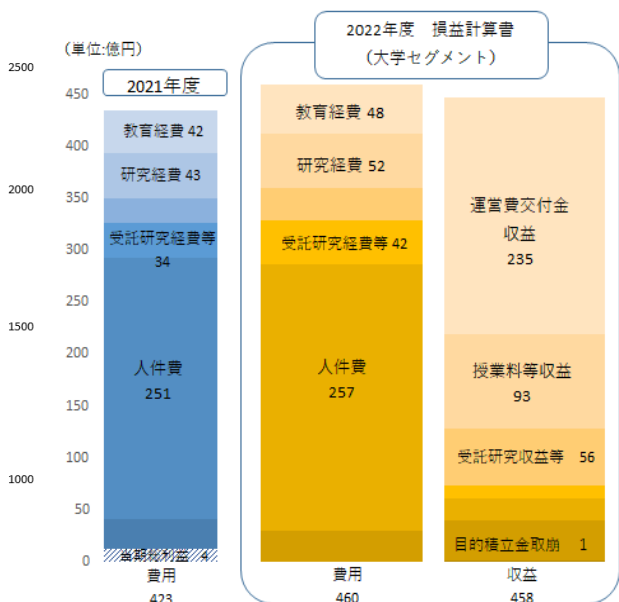 (単位:億円)
2022年度　損益計算書
(大学セグメント)
2021年度
2500
2000
1500
1000
450
400
350
300
250
200
150
100
50
0
教育経費 42
研究経費 43
受託研究経費等
34
人件費
251
当期比利益 4
費用
423
教育経費 48
研究経費 52
受託研究経費等 42
人件費
257
費用
460
運営費交付金
収益
235
授業料等収益
93
受託研究収益等 56
目的積立金取崩 1
収益
458